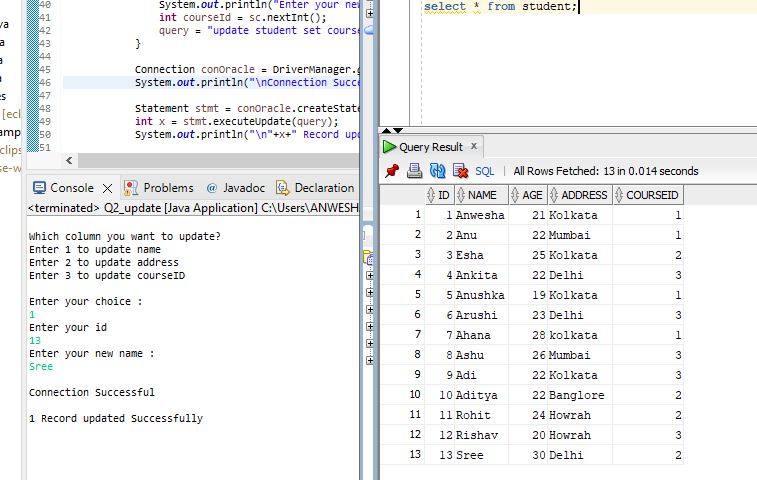 va
a
a
es
[ecl
amp
clips
se-w
40 System.out.println("Enter your new
41 int courseId = sc.nextInt();
42 query = "update student set cours
43 }
44
45 Connection conOracle = DriverManager.g
46 System.out.println("\nConnection Succe
47
48 Statement stmt = conOracle.createState
49 int x = stmt.executeUpdate(query);
50 System.out.println("\n"+x+" Record upd
51
Console Problems @ Javadoc Declaration
<terminated> Q2_update [Java Application] C:\Users\ANWESH
Which column you want to update?
Enter 1 to update name
Enter 2 to update address
Enter 3 to update courseID
Enter your choice :
1
Enter your id
13
Enter your new name :
Sree
Connection Successful
1 Record updated Successfully
select * from student;
Query Result x
SQL | All Rows Fetched: 13 in 0.014 seconds
ID NAME AGE ADDRESS COURSEID
1 1 Anwesha 21 Kolkata 1
2 2 Anu 22 Mumbai 1
3 3 Esha 25 Kolkata 2
4 4 Ankita 22 Delhi 3
5 5 Anushka 19 Kolkata 1
6 6 Arushi 23 Delhi 3
7 7 Ahana 28 kolkata 1
8 8 Ashu 26 Mumbai 3
9 9 Adi 22 Kolkata 3
10 10 Aditya 22 Banglore 2
11 11 Rohit 24 Howrah 2
12 12 Rishav 20 Howrah 3
13 13 Sree 30 Delhi 2